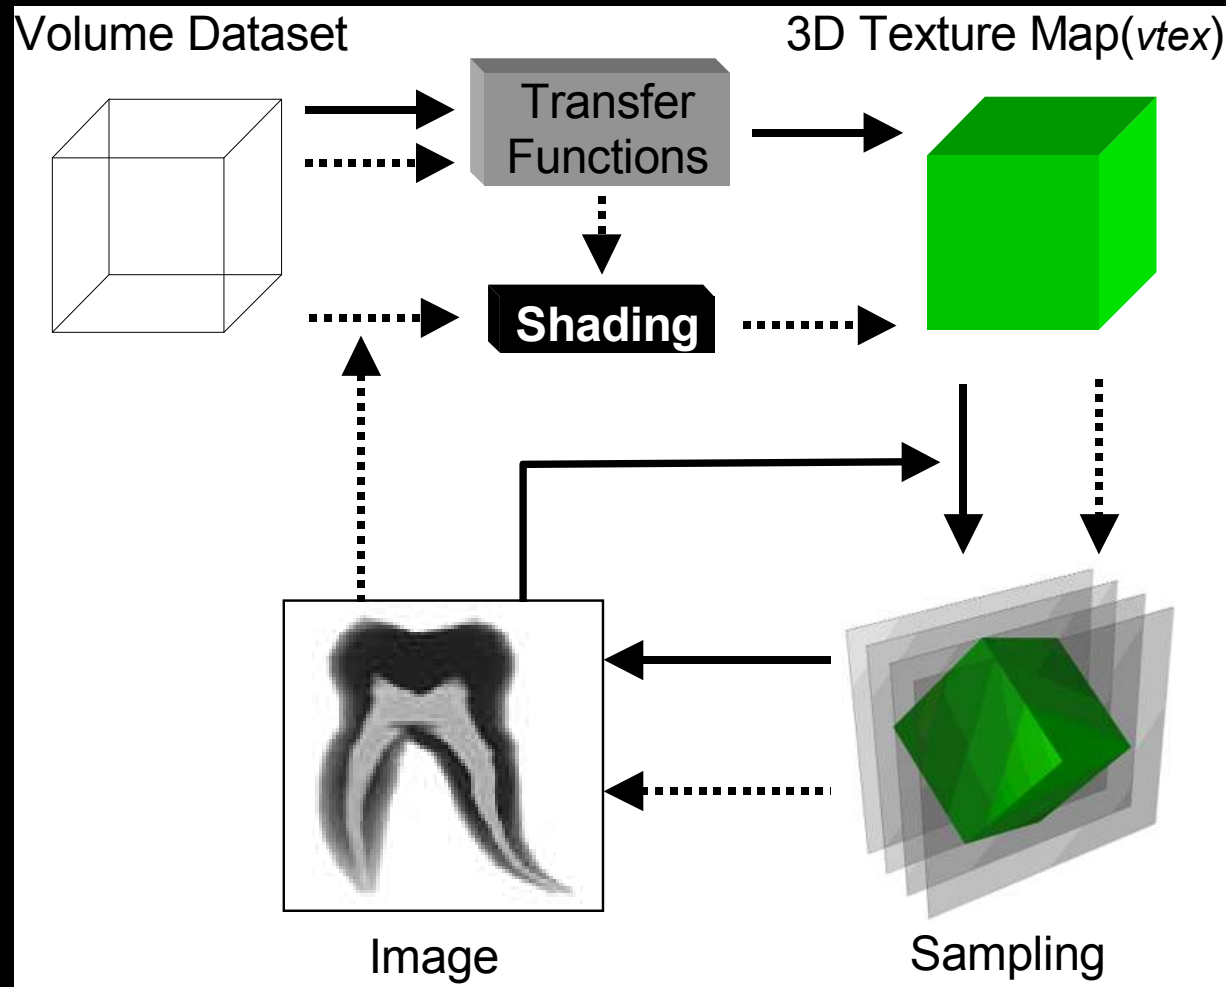 Volume Dataset
3D Texture Map(vtex)
Transfer
Functions
Shading
Image
Sampling